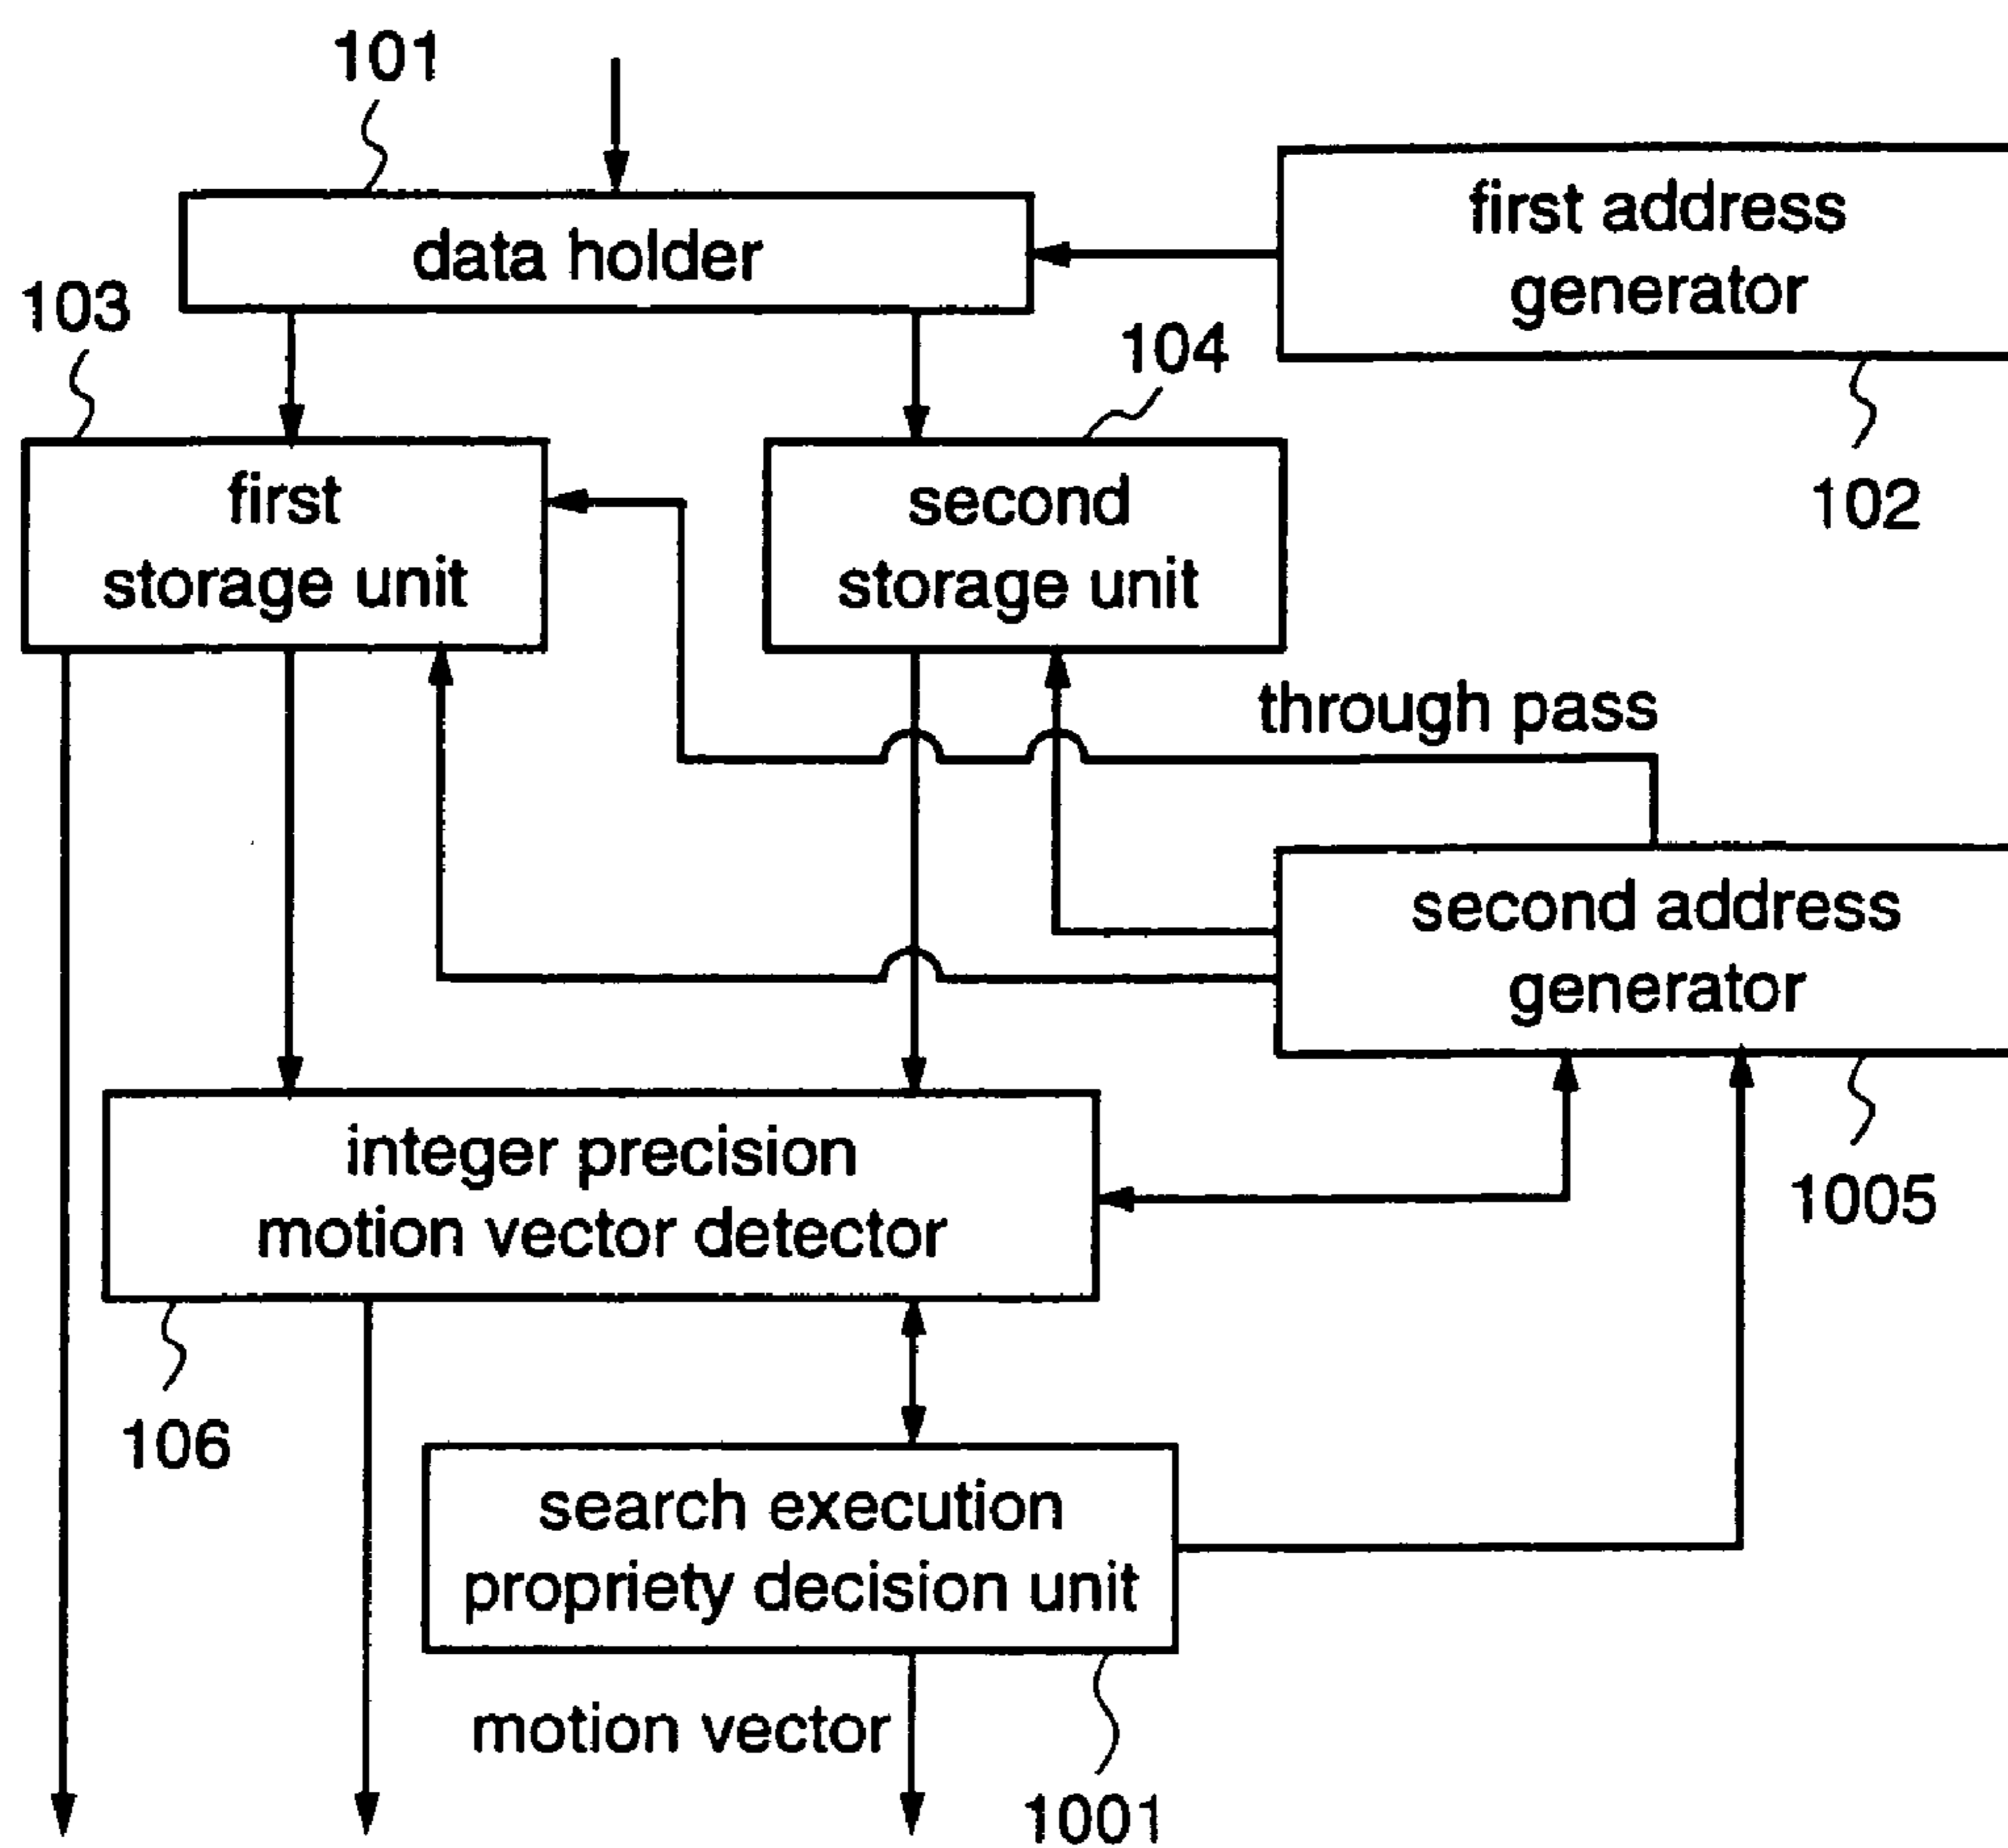 101
first address
generator
data holder
103
104
102
first
storage unit
second
storage unit
through pass
second address
generator
integer precision
motion vector detector
1005
106
search execution
propriety decision unit
motion vector
1001